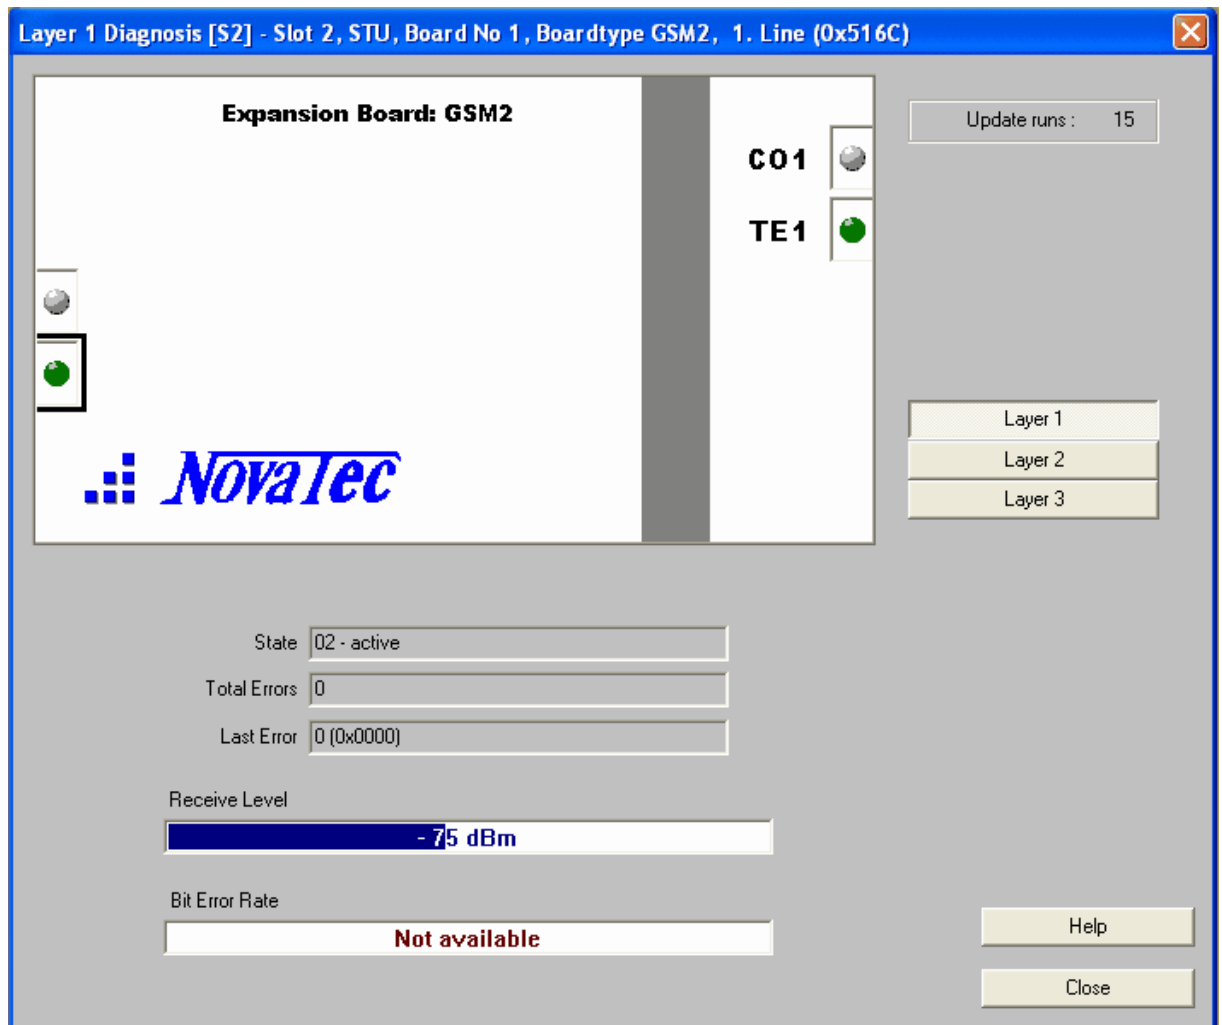 Layer 1 Diagnosis [S2] - Slot 2, STU, Board No 1, Boardtype GSM2, 1. Line (0x516C)
Expansion Board: GSM2
Update runs : 15
CO1
TE1
Layer 1
Layer 2
Layer 3
NovaTec
State 02 - active
Total Errors 0
Last Error 0 (0x0000)
Receive Level
- 75 dBm
Bit Error Rate
Not available
Help
Close